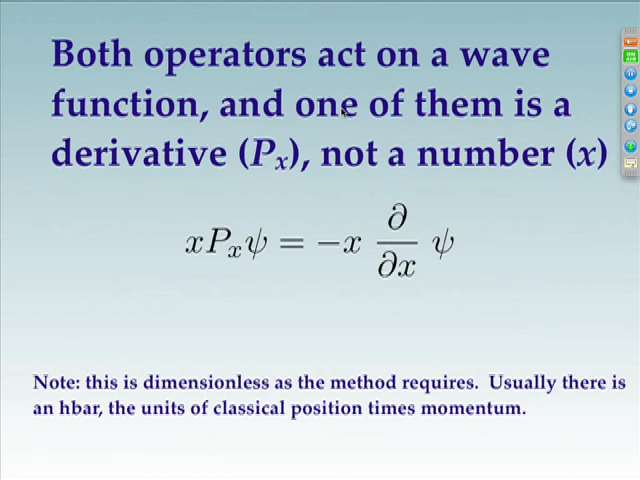 Both operators act on a wave
function, and one of them is a
derivative (Pₓ), not a number (x)
xPₓψ = −x ∂/∂x ψ
Note: this is dimensionless as the method requires. Usually there is
an hbar, the units of classical position times momentum.